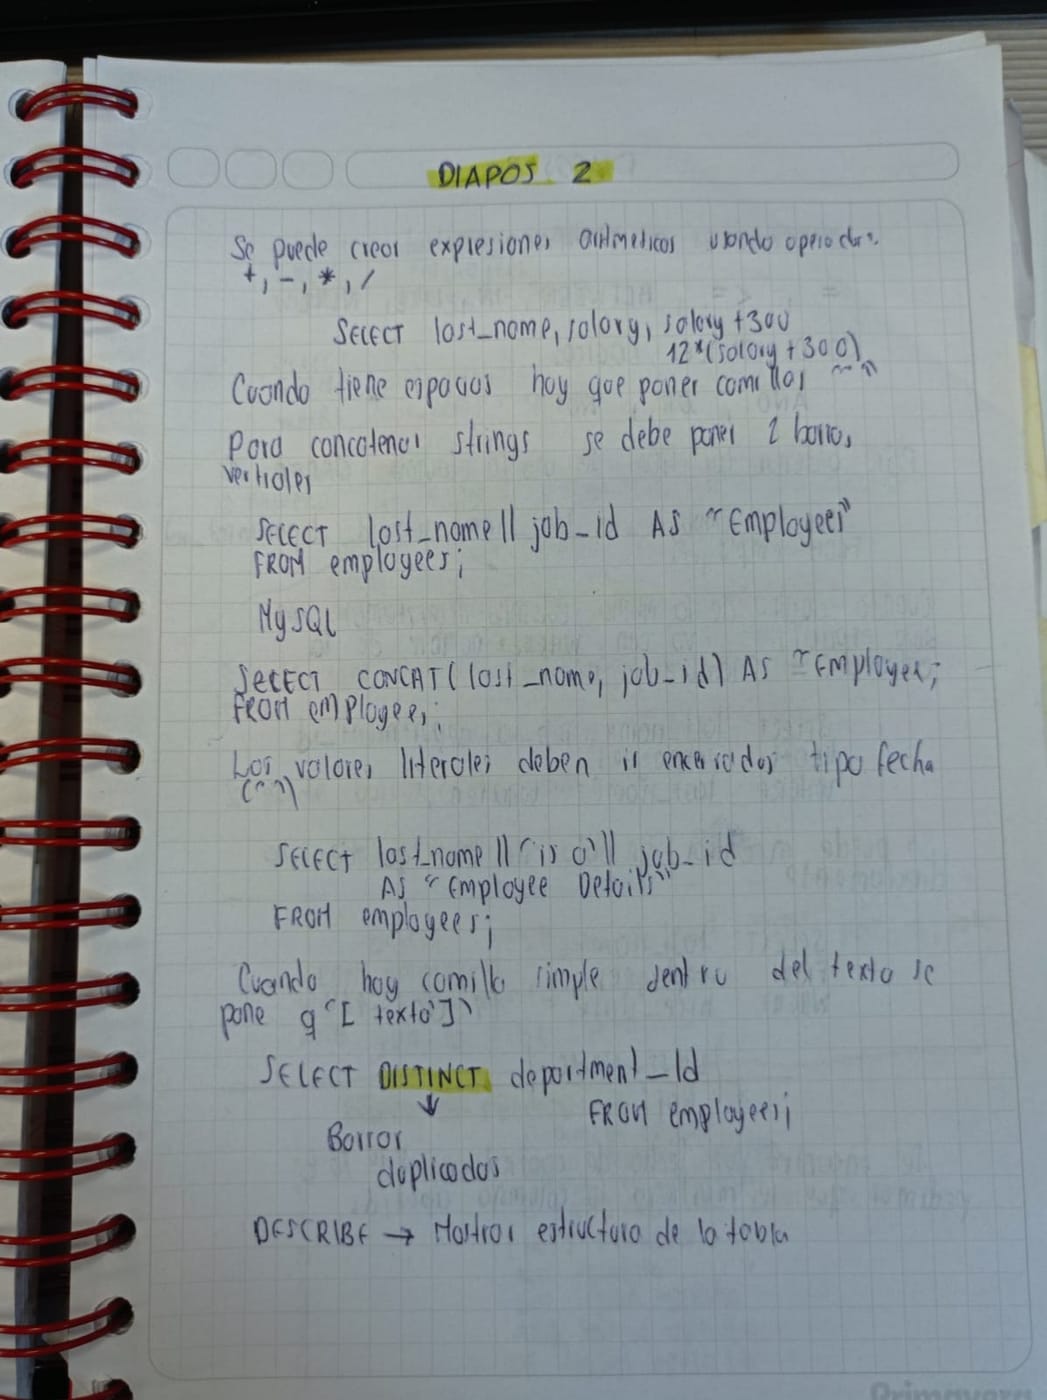 DIAPOS 2
Se puede crear expresiones aritmeticas usando operadors.
+, -, *, /
SELECT last_name, salary, salary +300
12*(salary +300)
Cuando tiene espacios hay que poner comillas " "
Para concatenar strings se debe poner 2 barras
verticales
SELECT last_name || job_id AS "Employees"
FROM employees;
MySQL
SELECT CONCAT(last_name, job_id) AS "Employees;
FROM employees;
Los valores literales deben ir encerrados tipo fecha
(' ')
SELECT last_name || 'is a' || job_id
AS "Employee Details"
FROM employees;
Cuando hay comilla simple dentro del texto se
pone q'[ texto']'
SELECT DISTINCT department_Id
FROM employees;
↓
Borrar
duplicados
DESCRIBE → Mostrar estructura de la tabla
Primavera